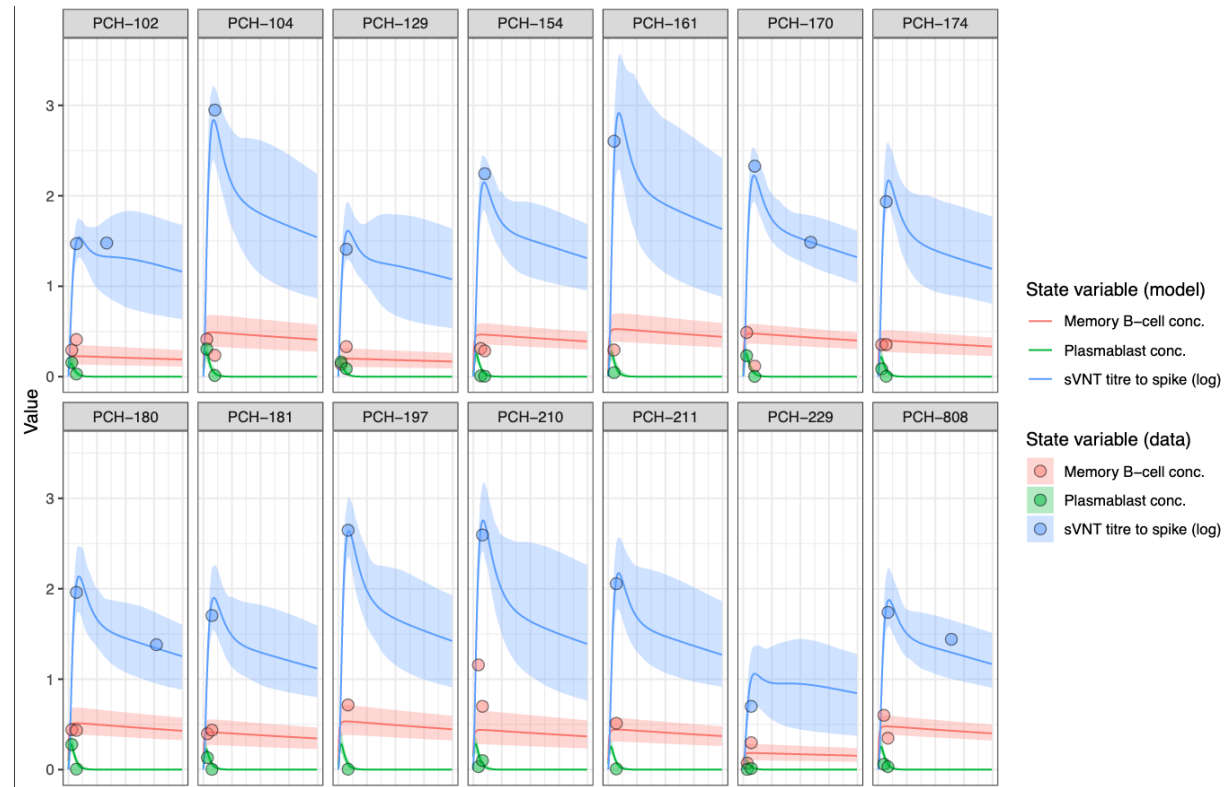 PCH−102 PCH−104 PCH−129 PCH−154 PCH−161 PCH−170 PCH−174
3
2
1
0
Value
PCH−180 PCH−181 PCH−197 PCH−210 PCH−211 PCH−229 PCH−808
3
2
1
0
State variable (model)
Memory B−cell conc.
Plasmablast conc.
sVNT titre to spike (log)
State variable (data)
Memory B−cell conc.
Plasmablast conc.
sVNT titre to spike (log)